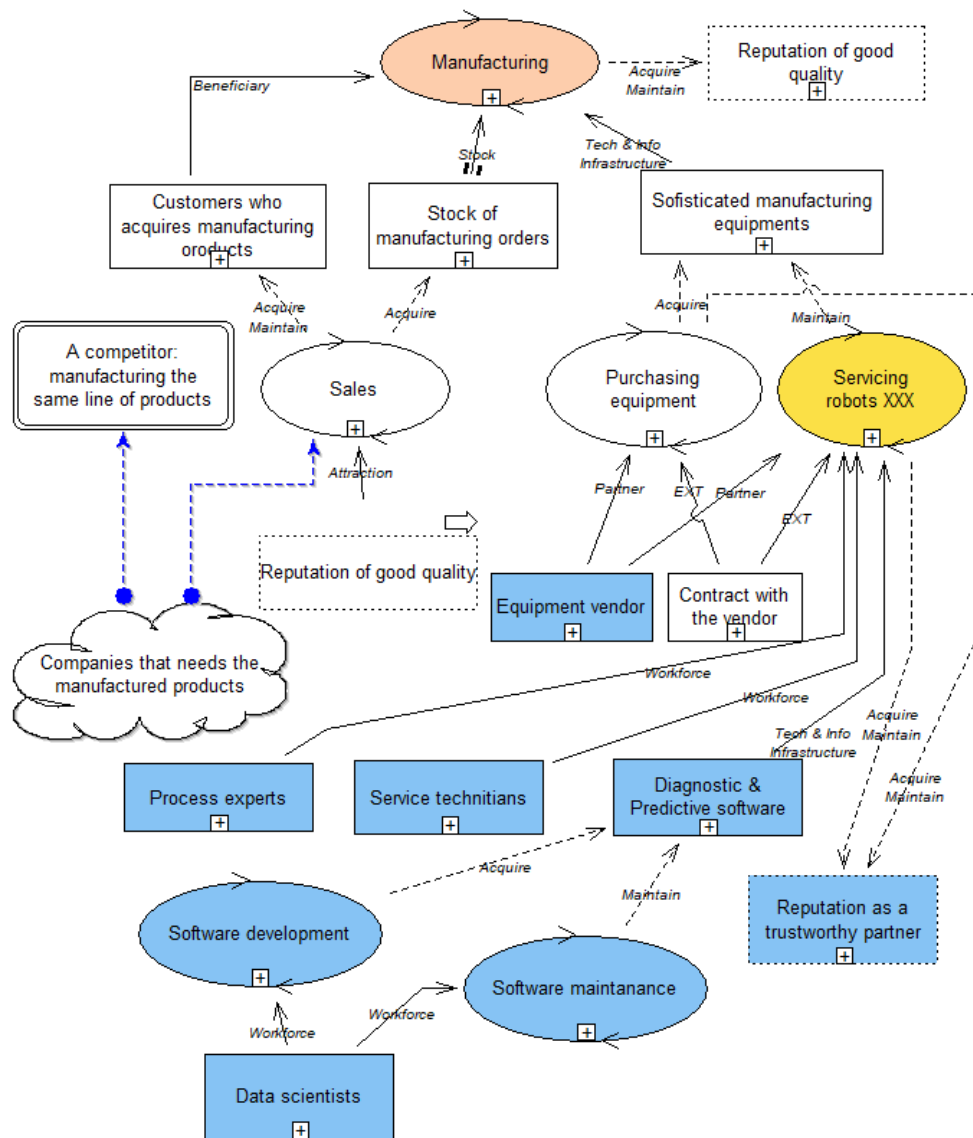 Manufacturing
Reputation of good
quality
Acquire
Maintain
Beneficiary
Stock
Tech & Info
Infrastructure
Customers who
acquires manufacturing
oroducts
Stock of
manufacturing orders
Sofisticated manufacturing
equipments
Acquire
Maintain
Acquire
Acquire
Maintain
A competitor:
manufacturing the
same line of products
Sales
Purchasing
equipment
Servicing
robots XXX
Attraction
Partner
EXT
Partner
EXT
Reputation of good quality
Equipment vendor
Contract with
the vendor
Companies that needs the
manufactured products
Workforce
Workforce
Tech & Info
Infrastructure
Acquire
Maintain
Acquire
Maintain
Process experts
Service technitians
Diagnostic &
Predictive software
Acquire
Maintain
Software development
Software maintanance
Reputation as a
trustworthy partner
Workforce
Workforce
Data scientists